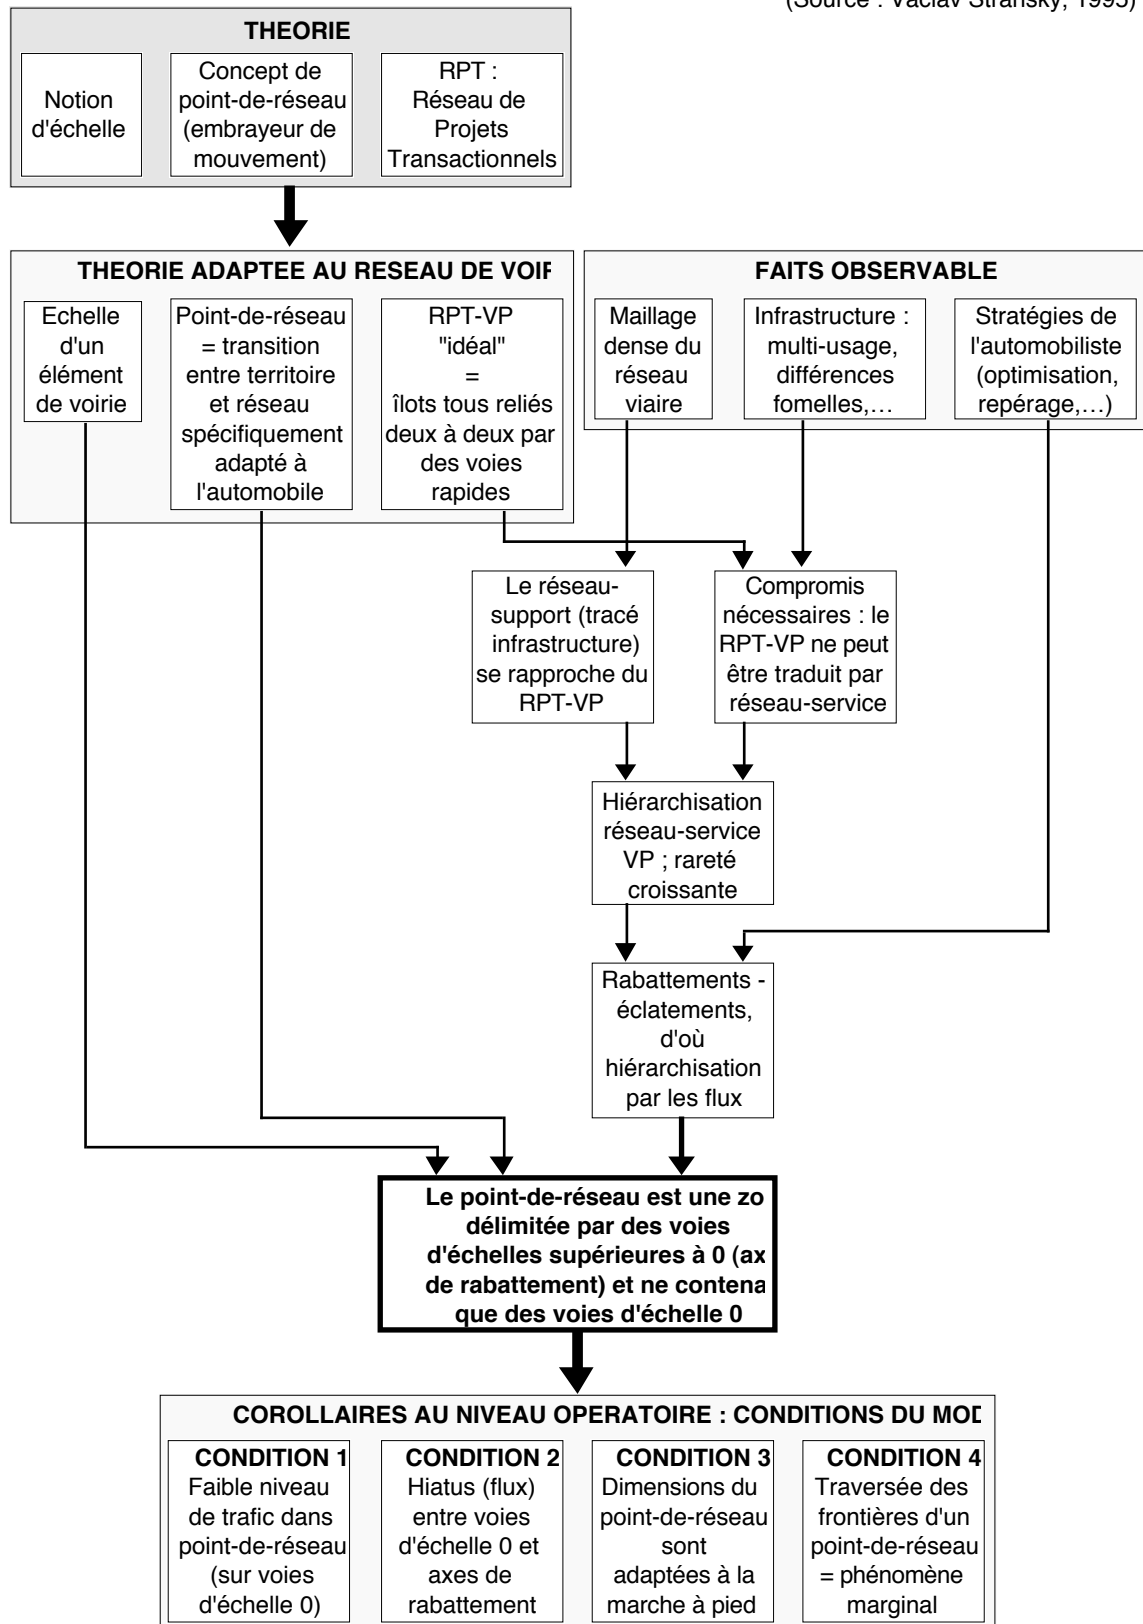 (Source : Vaclav Stransky, 1995)
THEORIE
Notion
d'échelle
Concept de
point-de-réseau
(embrayeur de
mouvement)
RPT :
Réseau de
Projets
Transactionnels
THEORIE ADAPTEE AU RESEAU DE
Echelle
d'un
élément
de voirie
Point-de-réseau
= transition
entre territoire
et réseau
spécifiquement
adapté à
l'automobile
RPT-VP
"idéal"
=
îlots tous reliés
deux à deux par
des voies
rapides
FAITS OBSERVABLE
Maillage
dense du
réseau
viaire
Infrastructure :
multi-usage,
différences
fomelles,...
Stratégies de
l'automobiliste
(optimisation,
repérage,...)
Le réseau-
support (tracé
infrastructure)
se rapproche du
RPT-VP
Compromis
nécessaires : le
RPT-VP ne peut
être traduit par
réseau-service
Hiérarchisation
réseau-service
VP ; rareté
croissante
Rabattements -
éclatements,
d'où
hiérarchisation
par les flux
Le point-de-réseau est une zo
délimitée par des voies
d'échelles supérieures à 0 (ax
de rabattement) et ne contena
que des voies d'échelle 0
COROLLAIRES AU NIVEAU OPERATOIRE : CONDITIONS DU
CONDITION 1
Faible niveau
de trafic dans
point-de-réseau
(sur voies
d'échelle 0)
CONDITION 2
Hiatus (flux)
entre voies
d'échelle 0 et
axes de
rabattement
CONDITION 3
Dimensions du
point-de-réseau
sont
adaptées à la
marche à pied
CONDITION 4
Traversée des
frontières d'un
point-de-réseau
= phénomène
marginal